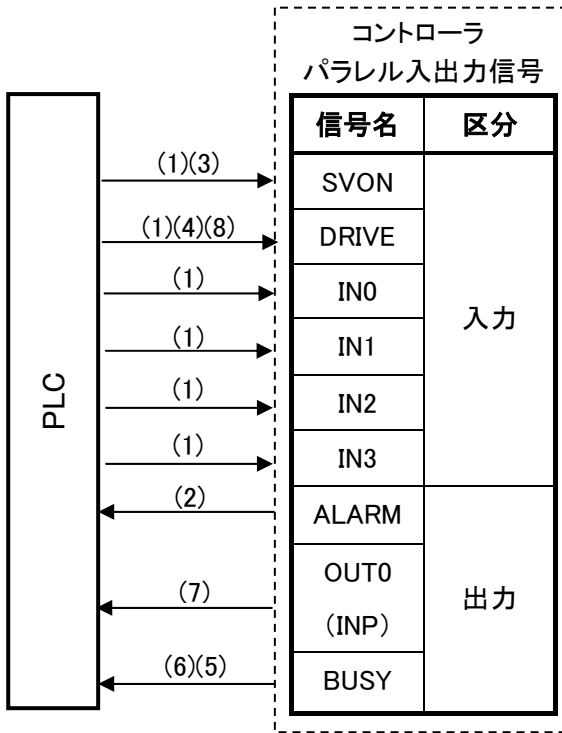 コントローラ
パラレル入出力信号
信号名 区分
(1)(3) SVON
(1)(4)(8) DRIVE
(1) IN0
入力
(1) IN1
PLC
(1) IN2
(1) IN3
(2) ALARM
OUT0
(7) 出力
(INP)
(6)(5) BUSY